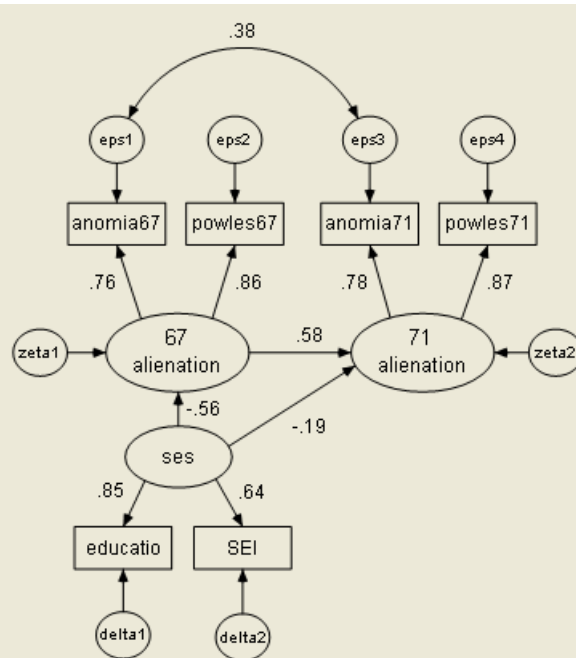 .38
eps1
eps2
eps3
eps4
anomia67
powles67
anomia71
powles71
.76
.86
.78
.87
67
alienation
71
alienation
zeta1
.58
zeta2
-.56
-.19
ses
.85
.64
educatio
SEI
delta1
delta2